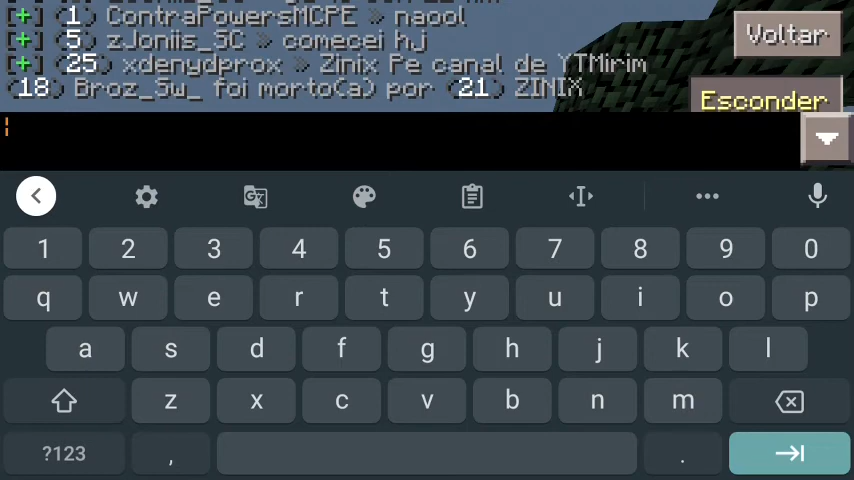 [+] (1) ContraPowersMCPE » naool
[+] (5) zJoniis_SC » comecei hj
[+] (25) xdenydprox » Zinix Pe canal de YTMirim
(18) Broz_Sw_ foi morto(a) por (21) ZINIX
Voltar
Esconder
1 2 3 4 5 6 7 8 9 0
q w e r t y u i o p
a s d f g h j k l
z x c v b n m
?123 , .